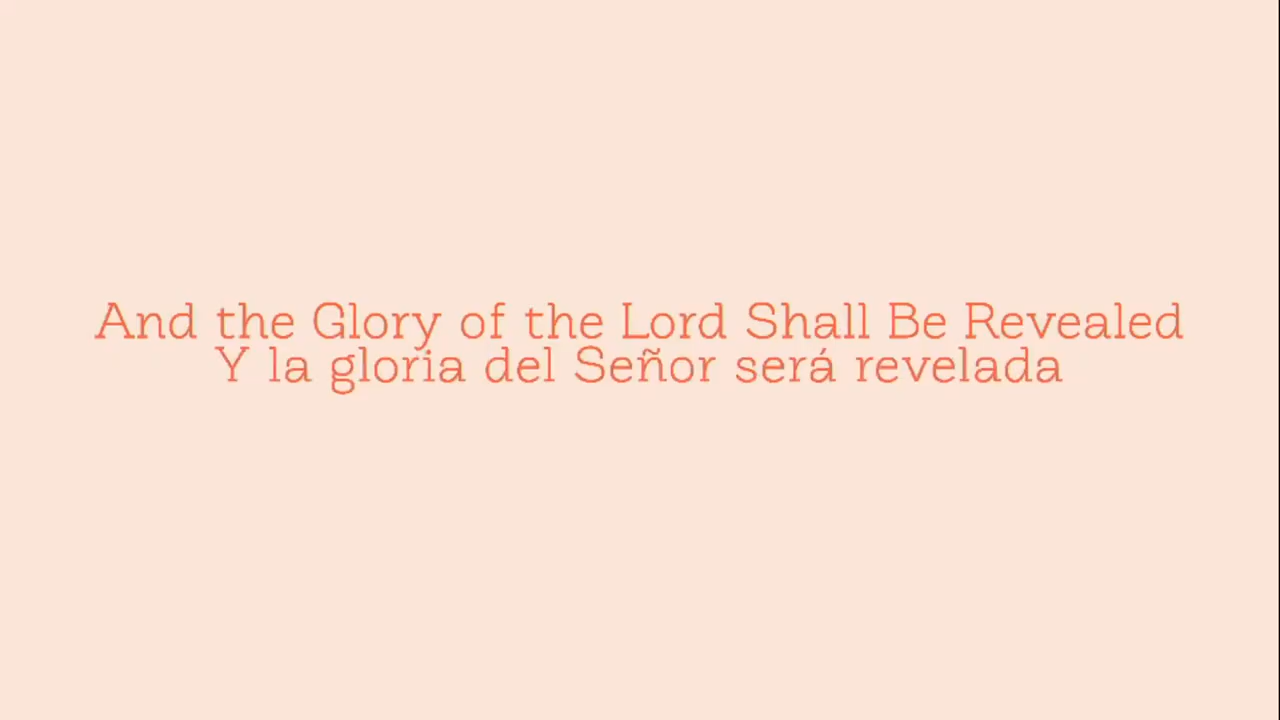 And the Glory of the Lord Shall Be Revealed
Y la gloria del Señor será revelada